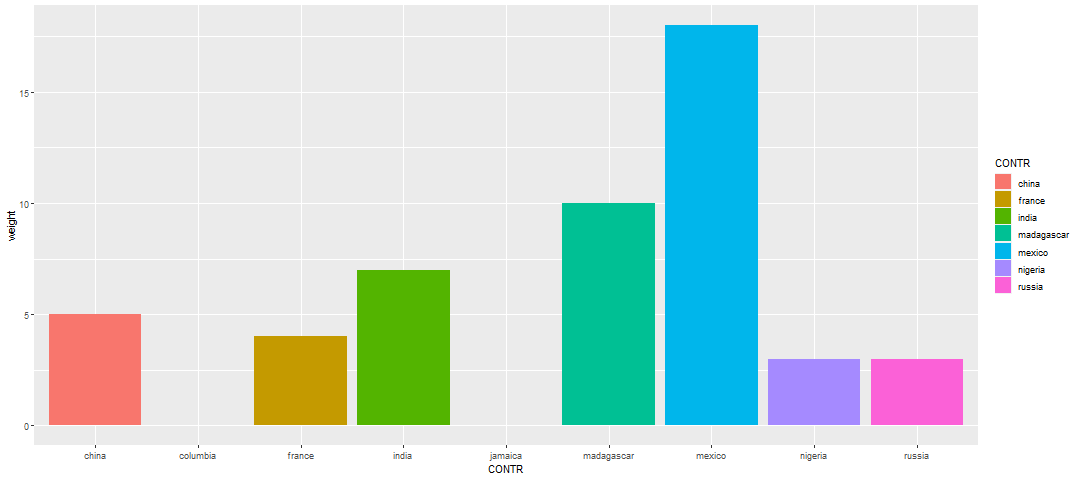 weight
15
10
5
0
china
columbia
france
india
jamaica
madagascar
mexico
nigeria
russia
CONTR
CONTR
china
france
india
madagascar
mexico
nigeria
russia